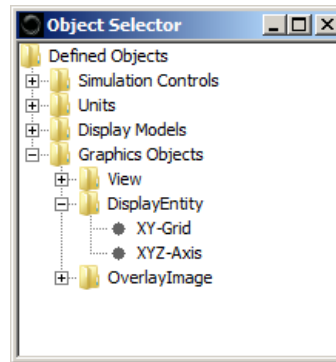 Object Selector
Defined Objects
Simulation Controls
Units
Display Models
Graphics Objects
View
DisplayEntity
XY-Grid
XYZ-Axis
OverlayImage